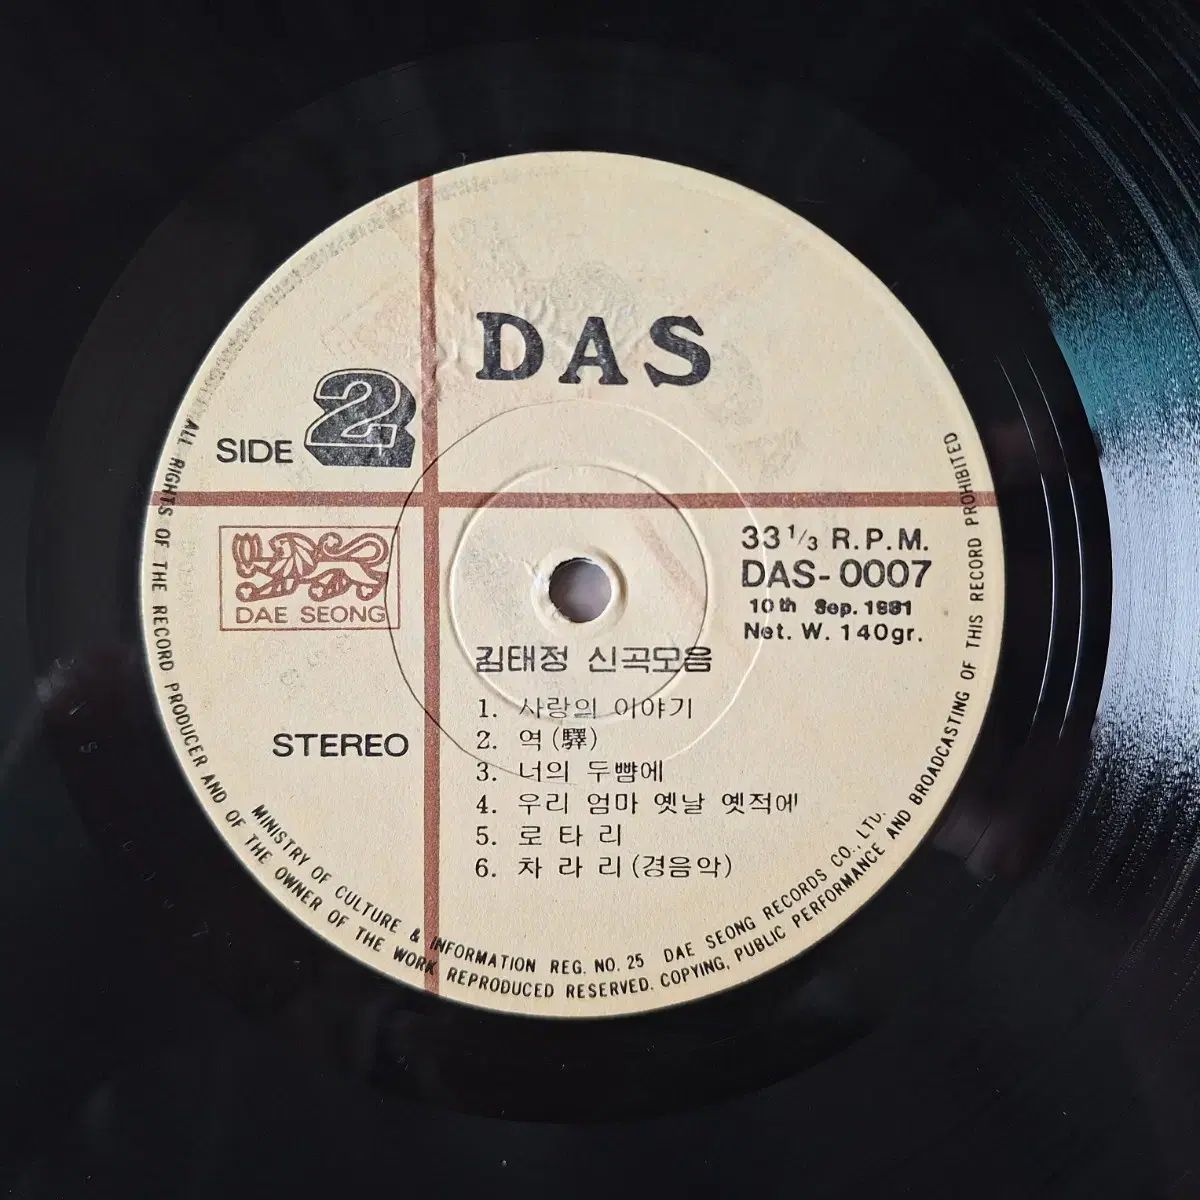 DAS
SIDE 2
DAE SEONG
33 1/3 R.P.M.
DAS-0007
10th Sep. 1981
Net. W. 140gr.
김태정 신곡모음
STEREO
1. 사랑의 이야기
2. 역(驛)
3. 너의 두뺨에
4. 우리 엄마 옛날 옛적에
5. 로타리
6. 차라리(경음악)
ALL RIGHTS OF THE RECORD PRODUCER AND OF THE OWNER OF THE WORK REPRODUCED RESERVED. COPYING, PUBLIC PERFORMANCE AND BROADCASTING OF THIS RECORD PROHIBITED
MINISTRY OF CULTURE & INFORMATION REG. NO. 25 DAE SEONG RECORDS CO., LTD.